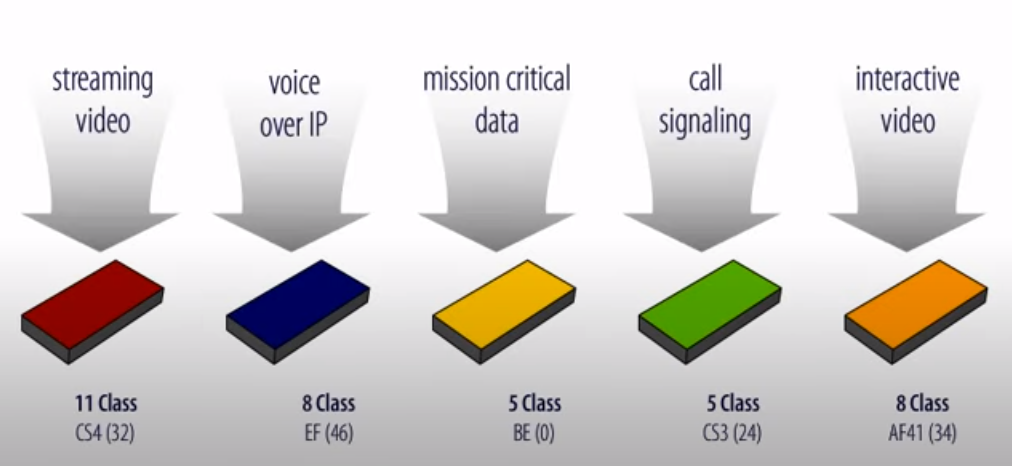 streaming
video
voice
over IP
mission critical
data
call
signaling
interactive
video
11 Class
CS4 (32)
8 Class
EF (46)
5 Class
BE (0)
5 Class
CS3 (24)
8 Class
AF41 (34)